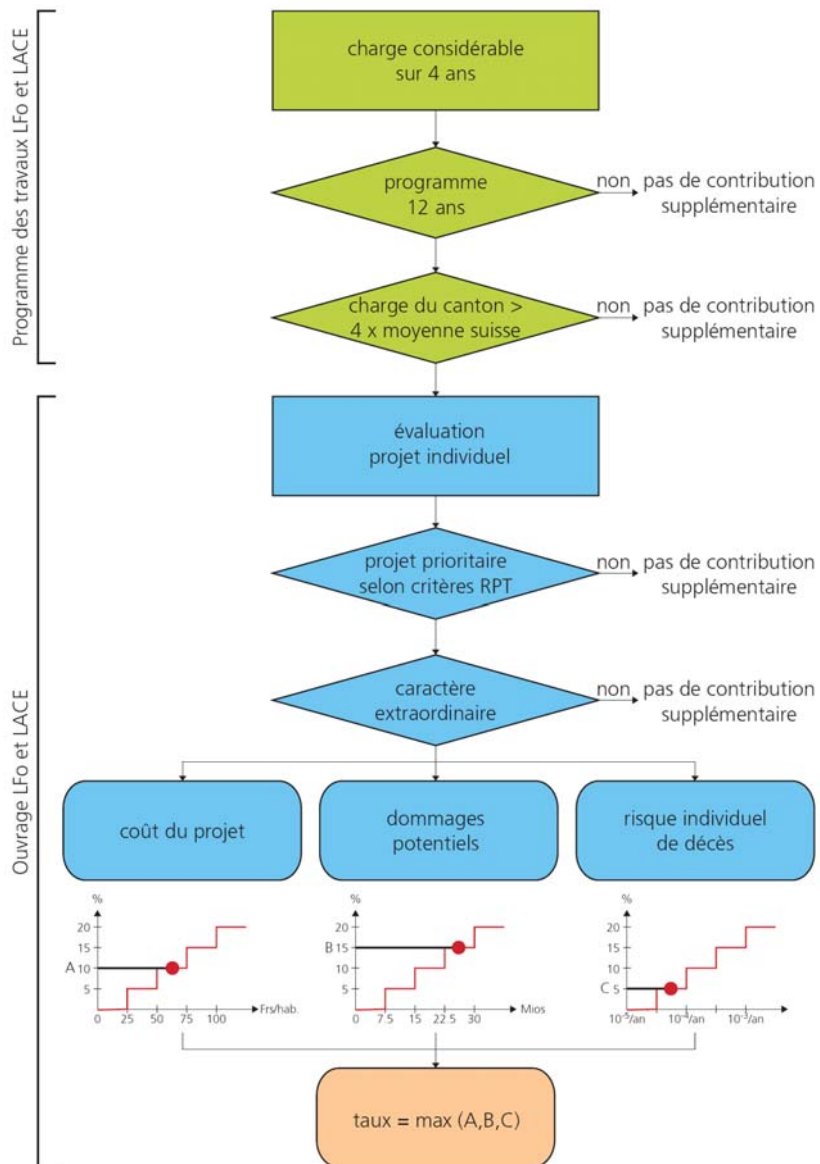 Programme des travaux LFo et LACE
charge considérable
sur 4 ans
programme
12 ans
non
pas de contribution
supplémentaire
charge du canton >
4 x moyenne suisse
non
pas de contribution
supplémentaire
Ouvrage LFo et LACE
évaluation
projet individuel
projet prioritaire
selon critères RPT
non
pas de contribution
supplémentaire
caractère
extraordinaire
non
pas de contribution
supplémentaire
coût du projet
dommages
potentiels
risque individuel
de décès
%
20
15
A 10
5
0 25 50 75 100 Frs/hab.
%
20
B 15
10
5
0 7.5 15 22.5 30 Mios
%
20
15
10
C 5
10⁻⁵/an 10⁻⁴/an 10⁻³/an
taux = max (A,B,C)